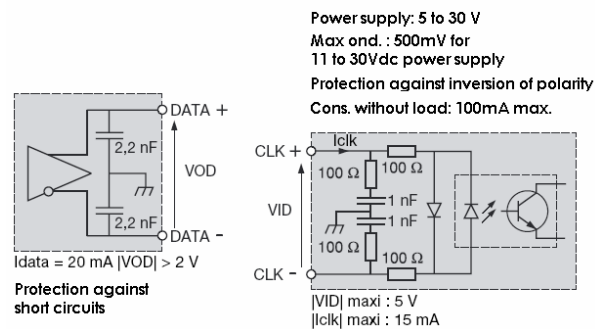 Power supply: 5 to 30 V
Max ond. : 500mV for
11 to 30Vdc power supply
Protection against inversion of polarity
Cons. without load: 100mA max.
DATA +
2,2 nF
VOD
2,2 nF
DATA -
Idata = 20 mA |VOD| > 2 V
Protection against
short circuits
CLK +
Iclk
100 Ω
100 Ω
1 nF
VID
1 nF
100 Ω
100 Ω
CLK -
|VID| maxi : 5 V
|Iclk| maxi : 15 mA